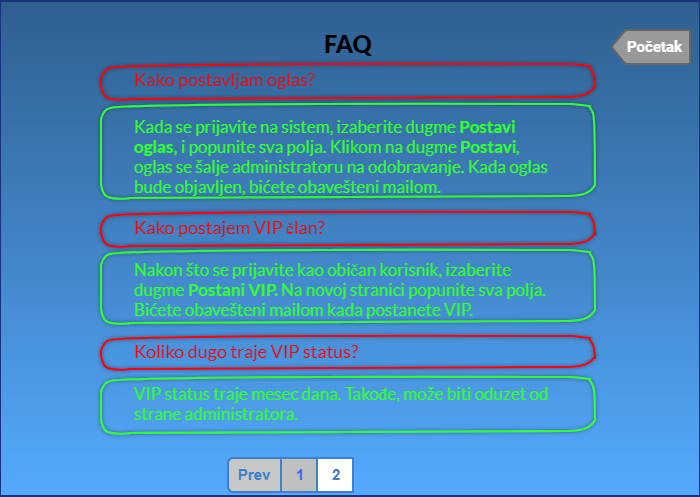 FAQ
Početak
Kako postavljam oglas?
Kada se prijavite na sistem, izaberite dugme Postavi
oglas, i popunite sva polja. Klikom na dugme Postavi,
oglas se šalje administratoru na odobravanje. Kada oglas
bude objavljen, bićete obavešteni mailom.
Kako postajem VIP član?
Nakon što se prijavite kao običan korisnik, izaberite
dugme Postani VIP. Na novoj stranici popunite sva polja.
Bićete obavešteni mailom kada postanete VIP.
Koliko dugo traje VIP status?
VIP status traje mesec dana. Takođe, može biti oduzet od
strane administratora.
Prev 1 2